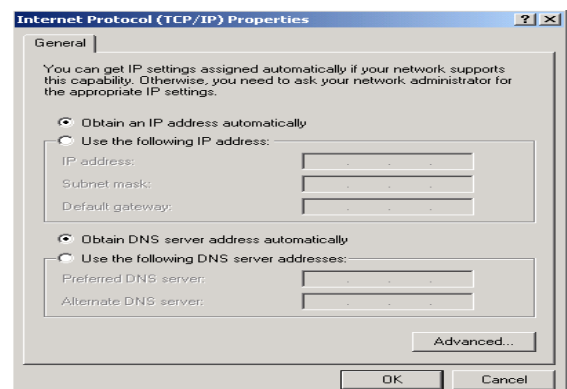 Internet Protocol (TCP/IP) Properties
General
You can get IP settings assigned automatically if your network supports
this capability. Otherwise, you need to ask your network administrator for
the appropriate IP settings.
Obtain an IP address automatically
Use the following IP address:
IP address:
Subnet mask:
Default gateway:
Obtain DNS server address automatically
Use the following DNS server addresses:
Preferred DNS server:
Alternate DNS server:
Advanced...
OK Cancel